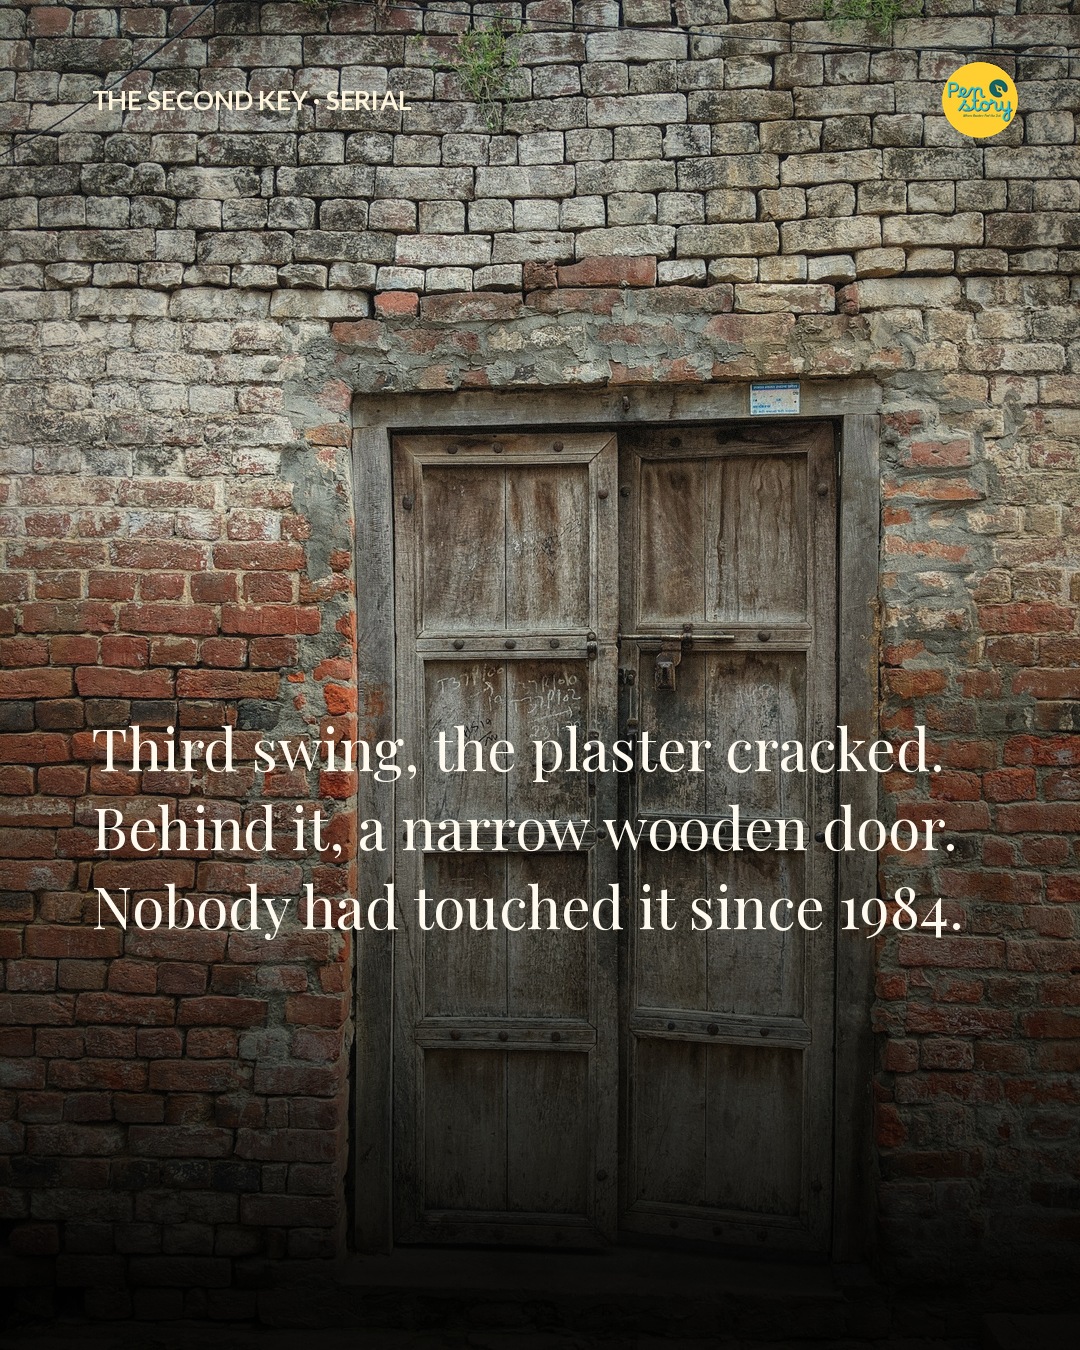 THE SECOND KEY · SERIAL
Pen
story
Third swing, the plaster cracked.
Behind it, a narrow wooden door.
Nobody had touched it since 1984.